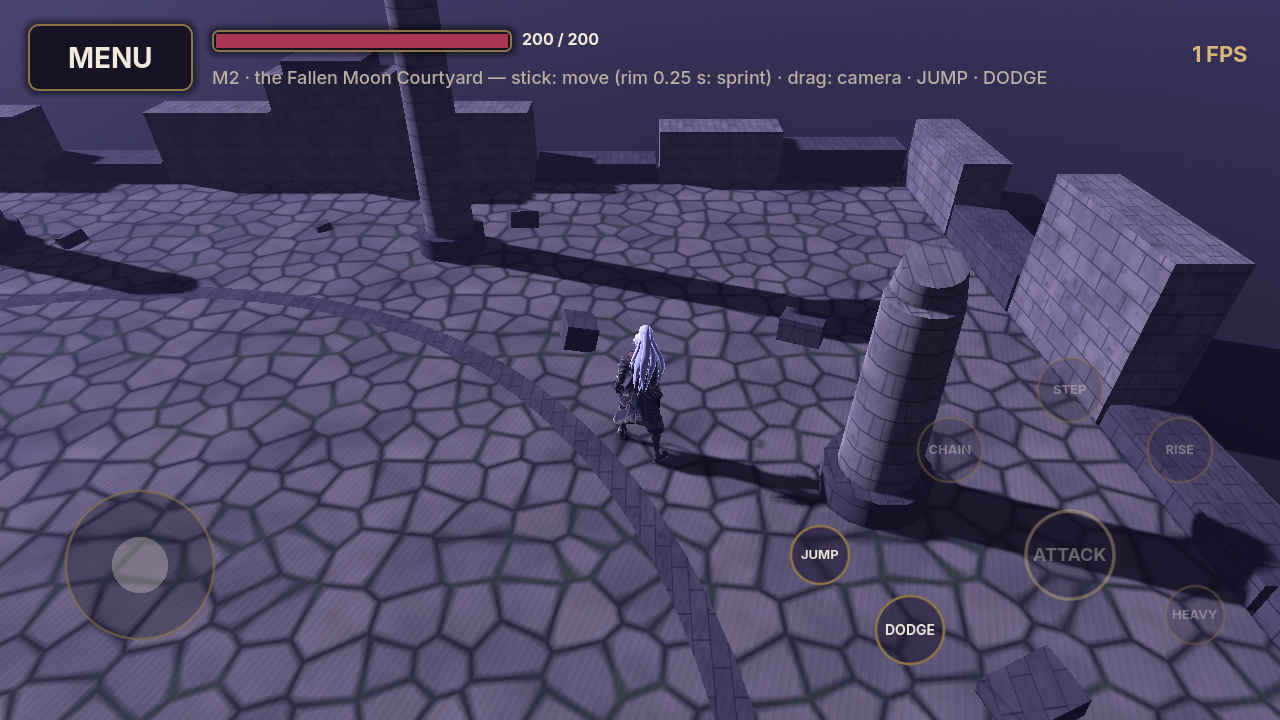 MENU
200 / 200
1 FPS
M2 · the Fallen Moon Courtyard — stick: move (rim 0.25 s: sprint) · drag: camera · JUMP · DODGE
STEP
CHAIN
RISE
JUMP
ATTACK
HEAVY
DODGE